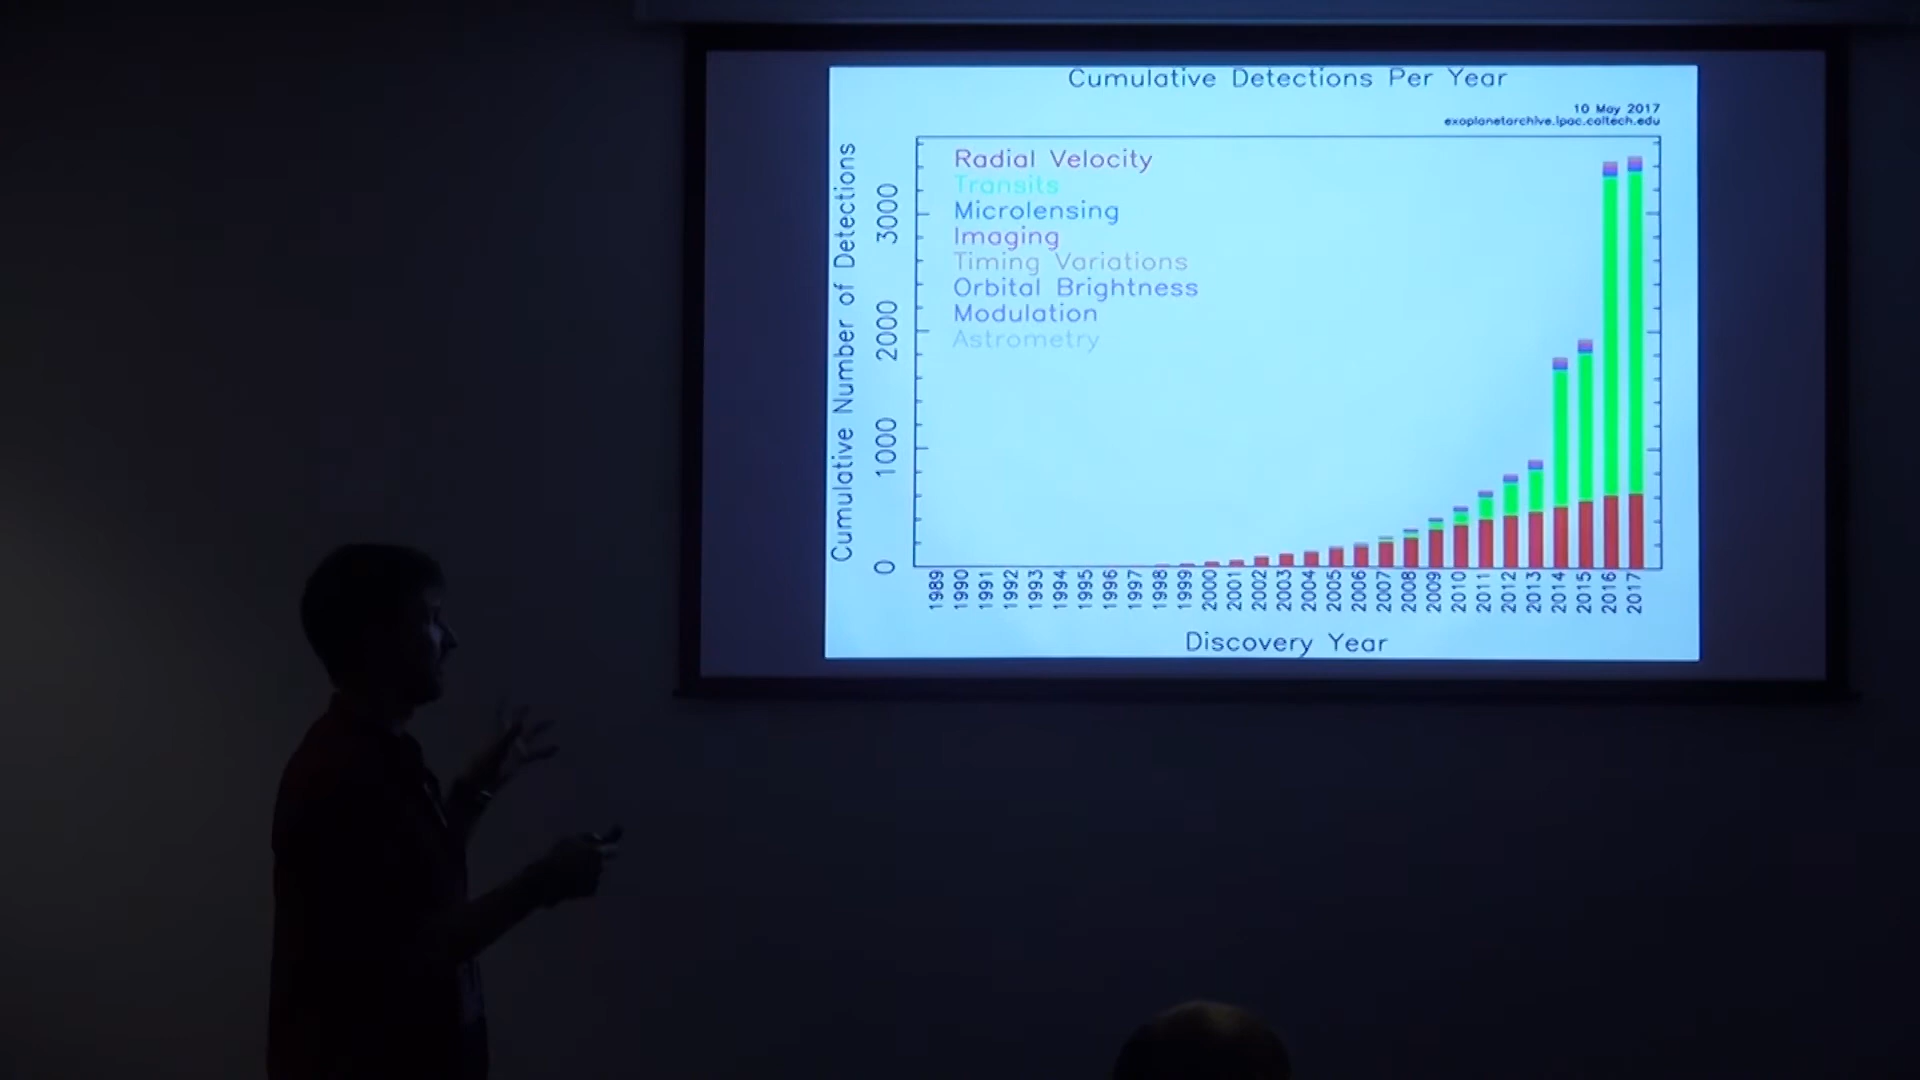 Cumulative Detections Per Year
10 May 2017
exoplanetarchive.ipac.caltech.edu
Radial Velocity
Transits
Microlensing
Imaging
Timing Variations
Orbital Brightness
Modulation
Astrometry
Cumulative Number of Detections
3000
2000
1000
0
1989 1990 1991 1992 1993 1994 1995 1996 1997 1998 1999 2000 2001 2002 2003 2004 2005 2006 2007 2008 2009 2010 2011 2012 2013 2014 2015 2016 2017
Discovery Year